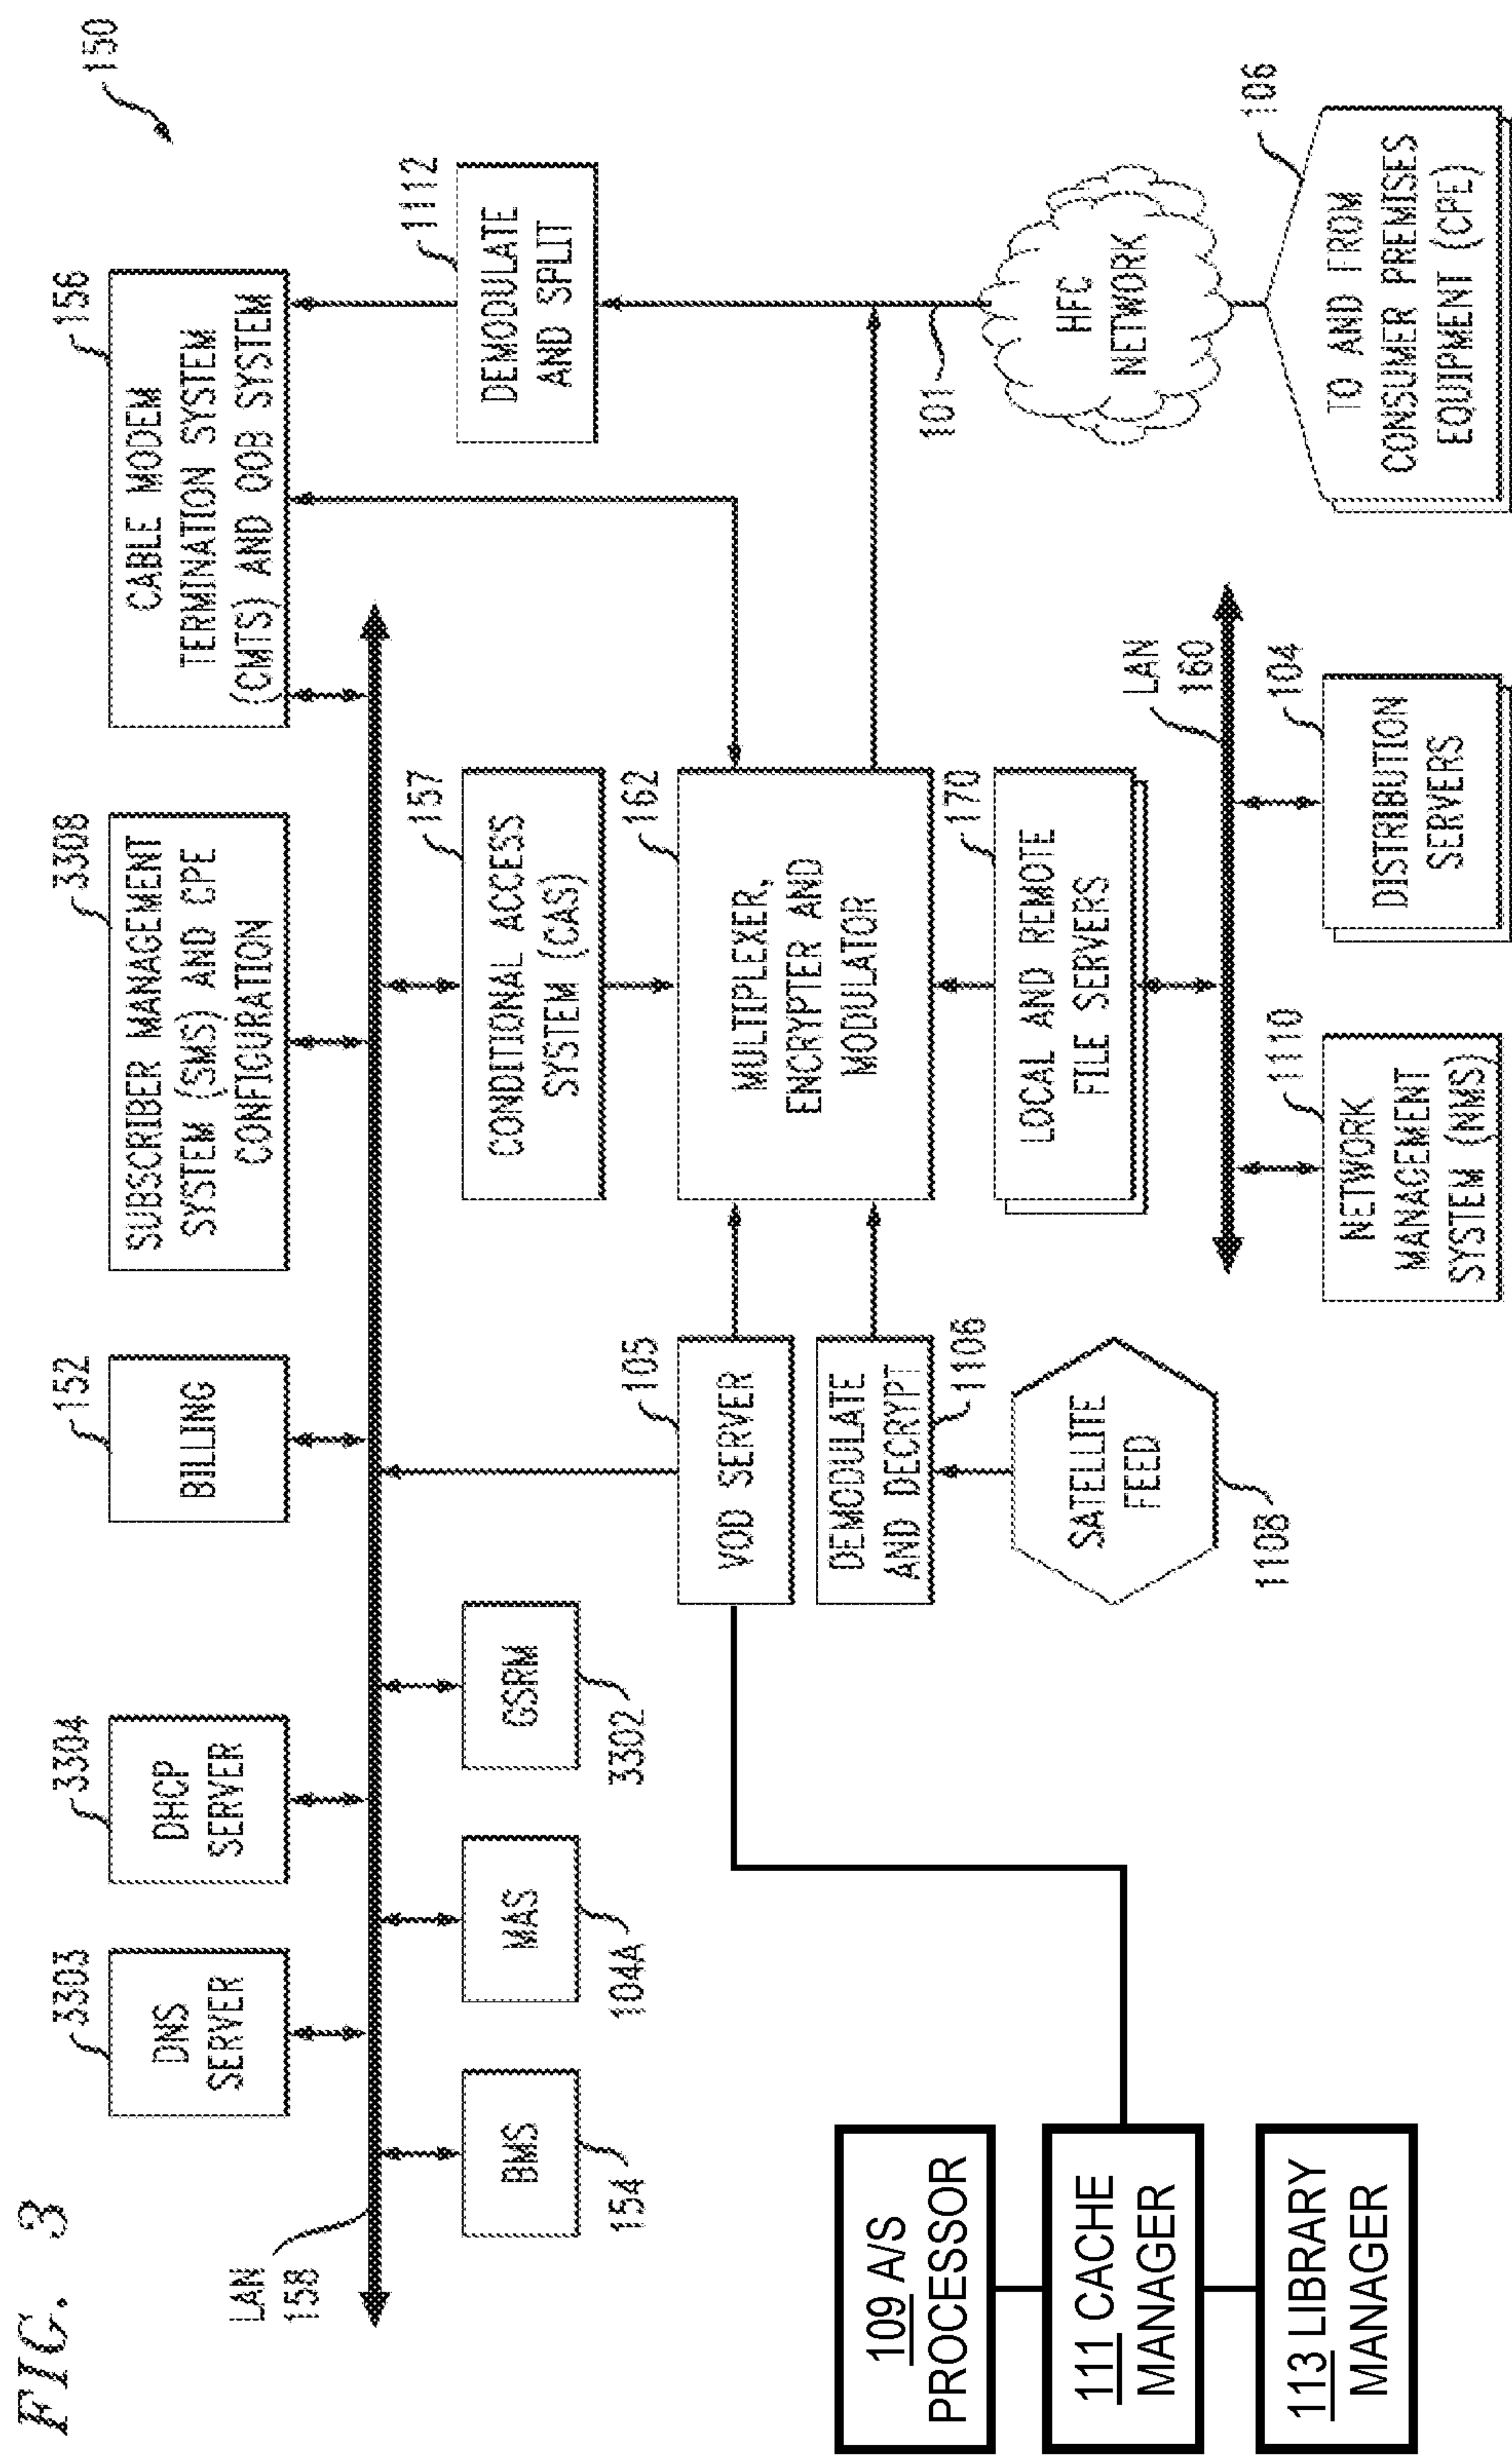 FIG. 3
150
3303
DNS
SERVER
3304
DHCP
SERVER
152
BILLING
3308
SUBSCRIBER MANAGEMENT
SYSTEM (SMS) AND CPE
CONFIGURATION
156
CABLE MODEM
TERMINATION SYSTEM
(CMTS) AND OOB SYSTEM
LAN
158
BMS
154
MAS
104A
GSRM
3302
157
CONDITIONAL ACCESS
SYSTEM (CAS)
1112
DEMODULATE
AND SPLIT
105
VOD SERVER
162
MULTIPLEXER,
ENCRYPTER AND
MODULATOR
DEMODULATE
AND DECRYPT
1106
101
HFC
NETWORK
SATELLITE
FEED
1108
170
LOCAL AND REMOTE
FILE SERVERS
LAN
160
109 A/S
PROCESSOR
111 CACHE
MANAGER
113 LIBRARY
MANAGER
1110
NETWORK
MANAGEMENT
SYSTEM (NMS)
104
DISTRIBUTION
SERVERS
106
TO AND FROM
CONSUMER PREMISES
EQUIPMENT (CPE)